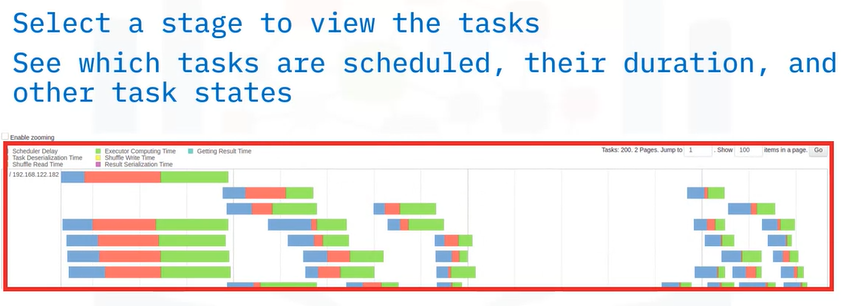 Select a stage to view the tasks
See which tasks are scheduled, their duration, and
other task states
Enable zooming
Scheduler Delay Executor Computing Time Getting Result Time
Task Deserialization Time Shuffle Write Time
Shuffle Read Time Result Serialization Time
Tasks: 200. 2 Pages. Jump to 1 . Show 100 items in a page. Go
/ 192.168.122.182